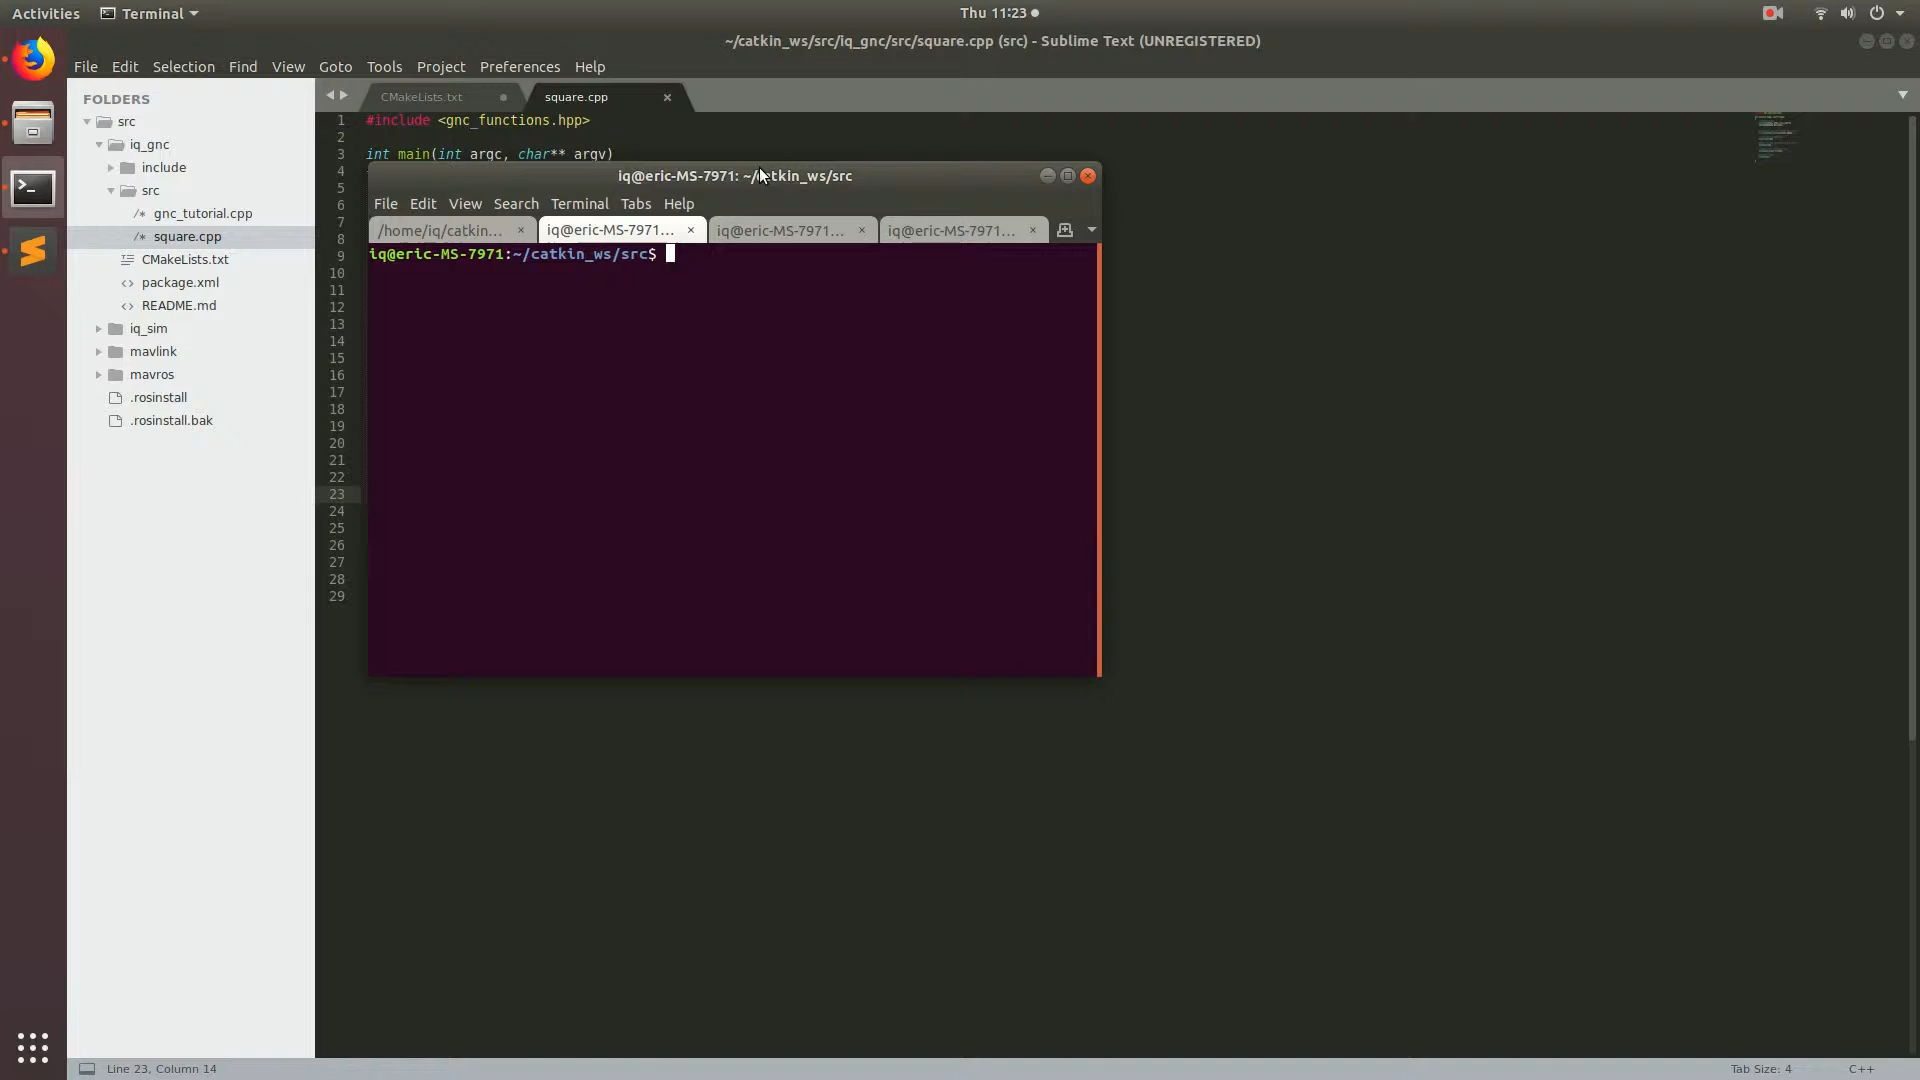 Activities Terminal Thu 11:23
~/catkin_ws/src/iq_gnc/src/square.cpp (src) - Sublime Text (UNREGISTERED)
File Edit Selection Find View Goto Tools Project Preferences Help
FOLDERS
src
iq_gnc
include
src
/* gnc_tutorial.cpp
/* square.cpp
CMakeLists.txt
<> package.xml
<> README.md
iq_sim
mavlink
mavros
.rosinstall
.rosinstall.bak
CMakeLists.txt square.cpp
1 #include <gnc_functions.hpp>
2
3 int main(int argc, char** argv)
4
5
6
7
8
9
10
11
12
13
14
15
16
17
18
19
20
21
22
23
24
25
26
27
28
29
iq@eric-MS-7971: ~/catkin_ws/src
File Edit View Search Terminal Tabs Help
/home/iq/catkin... iq@eric-MS-7971... iq@eric-MS-7971... iq@eric-MS-7971...
iq@eric-MS-7971:~/catkin_ws/src$
Line 23, Column 14 Tab Size: 4 C++